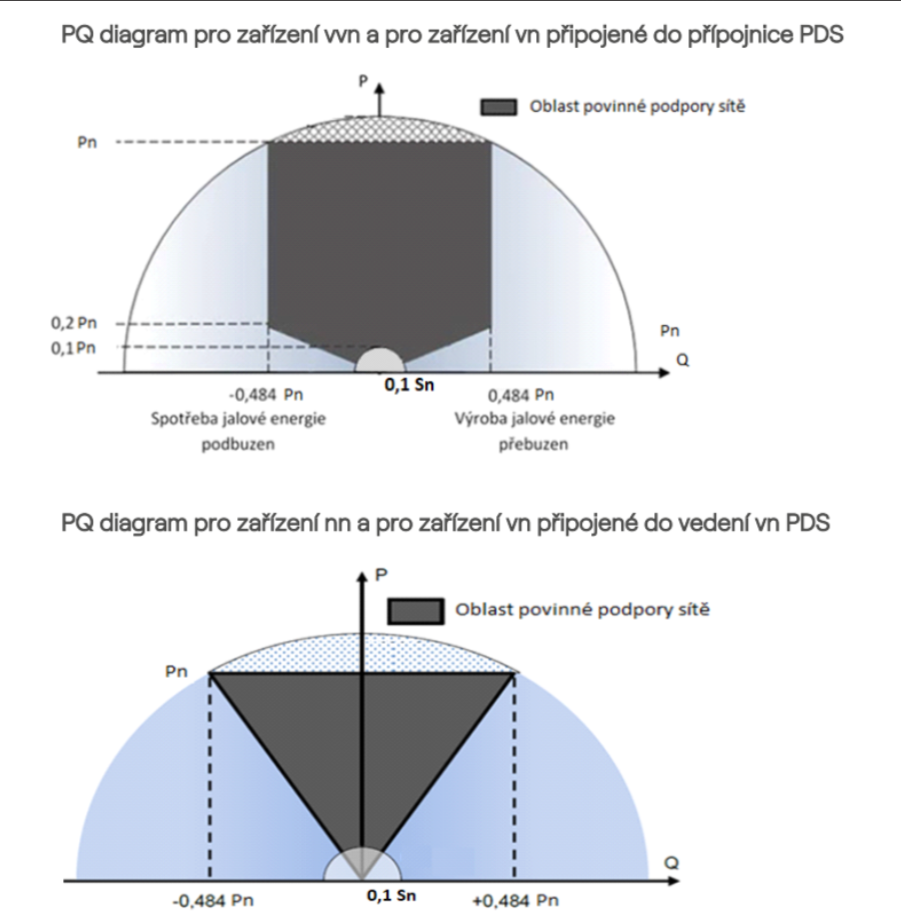 PQ diagram pro zařízení vvn a pro zařízení vn připojené do přípojnice PDS
P
Oblast povinné podpory sítě
Pn
0,2 Pn
Pn
0,1Pn
Q
0,1 Sn
-0,484 Pn
0,484 Pn
Spotřeba jalové energie
podbuzen
Výroba jalové energie
přebuzen
PQ diagram pro zařízení nn a pro zařízení vn připojené do vedení vn PDS
P
Oblast povinné podpory sítě
Pn
Q
-0,484 Pn
0,1 Sn
+0,484 Pn